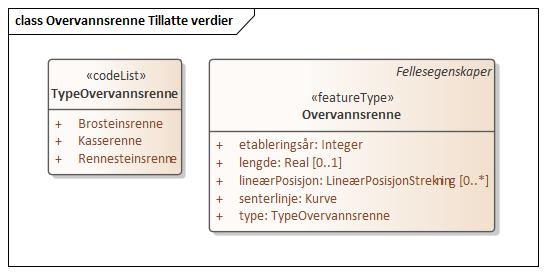 class Overvannsrenne Tillatte verdier
«codeList»
TypeOvervannsrenne
+ Brosteinsrenne
+ Kasserenne
+ Rennesteinsrenne
Fellesegenskaper
«featureType»
Overvannsrenne
+ etableringsår: Integer
+ lengde: Real [0..1]
+ lineærPosisjon: LineærPosisjonStrekning [0..*]
+ senterlinje: Kurve
+ type: TypeOvervannsrenne